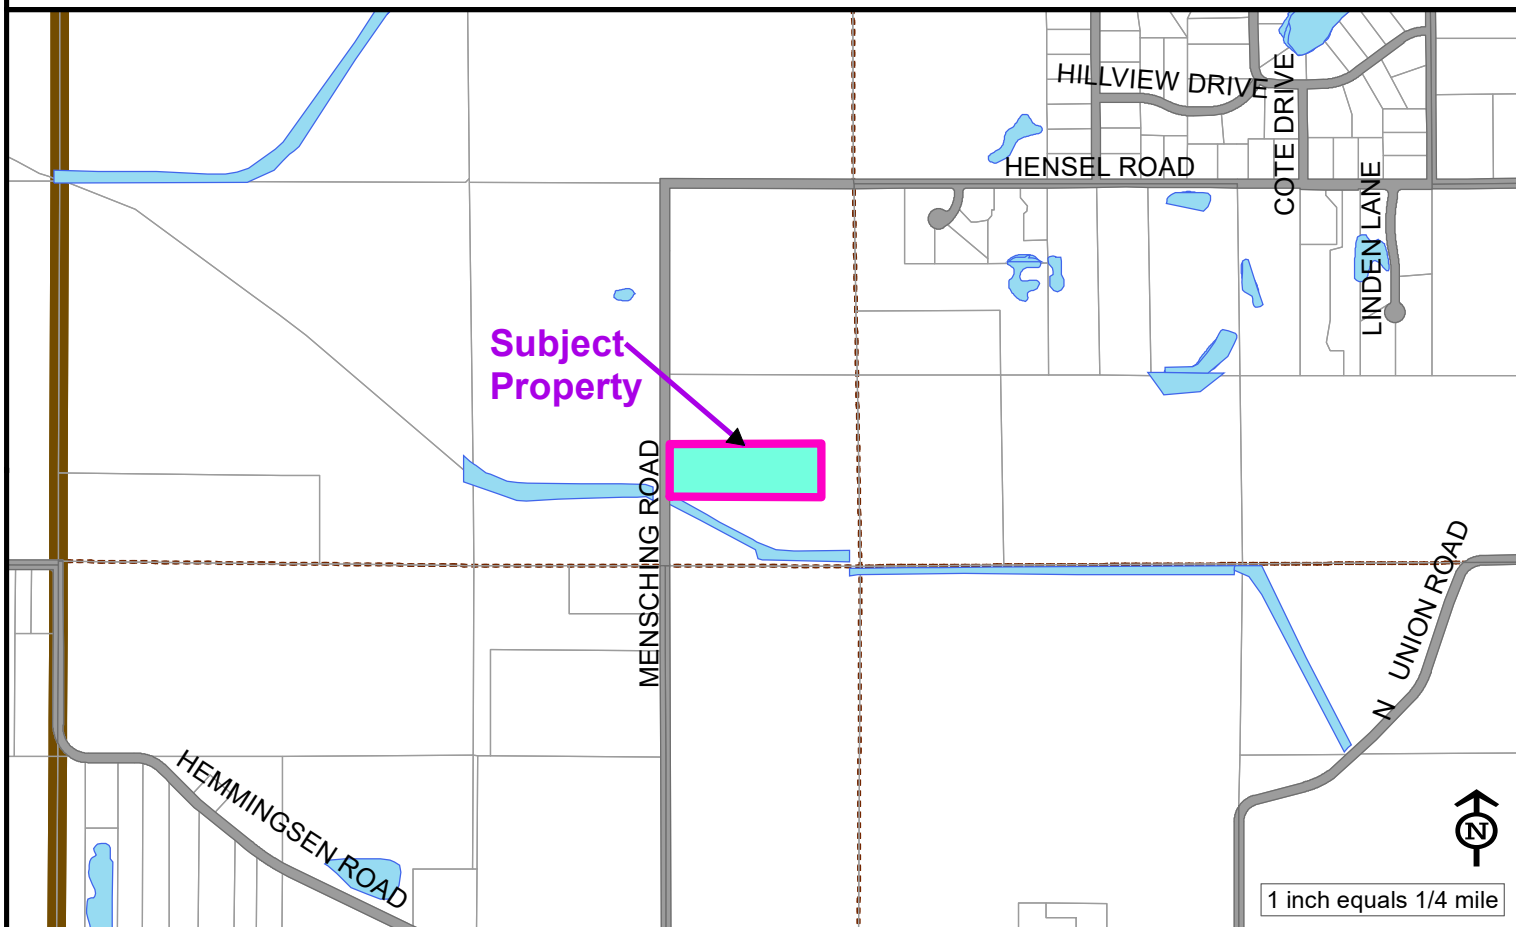 HILLVIEW DRIVE
COTE DRIVE
HENSEL ROAD
LINDEN LANE
Subject
Property
MENSCHING ROAD
N UNION ROAD
HEMMINGSEN ROAD
N
1 inch equals 1/4 mile